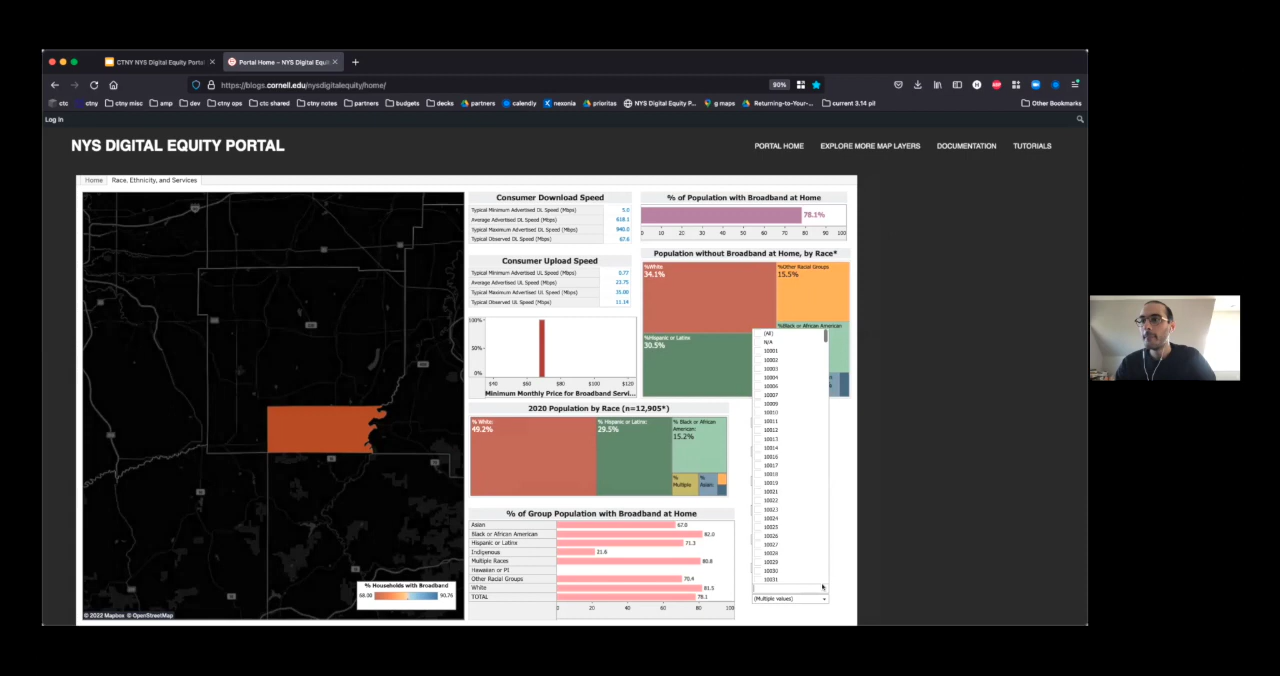 CTNY NYS Digital Equity Portal
Portal Home – NYS Digital Equi
https://blogs.cornell.edu/nysdigitalequity/home/
90%
ctc
ctny
ctny misc
amp
dev
ctny ops
ctc shared
ctny notes
partners
budgets
decks
partners
calendly
nexonia
prioritas
NYS Digital Equity P...
g maps
Returning-to-Your-...
current 3.14 pil
Other Bookmarks
Log In
NYS DIGITAL EQUITY PORTAL
PORTAL HOME
EXPLORE MORE MAP LAYERS
DOCUMENTATION
TUTORIALS
Home
Race, Ethnicity, and Services
Consumer Download Speed
Typical Minimum Advertised DL Speed (Mbps) 5.0
Average Advertised DL Speed (Mbps) 618.1
Typical Maximum Advertised DL Speed (Mbps) 940.0
Typical Observed DL Speed (Mbps) 67.6
Consumer Upload Speed
Typical Minimum Advertised UL Speed (Mbps) 0.77
Average Advertised UL Speed (Mbps) 23.75
Typical Maximum Advertised UL Speed (Mbps) 35.00
Typical Observed UL Speed (Mbps) 11.14
100%
50%
0%
$40 $60 $80 $100 $120
Minimum Monthly Price for Broadband Servi...
% of Population with Broadband at Home
78.1%
0 10 20 30 40 50 60 70 80 90 100
Population without Broadband at Home, by Race*
%White
34.1%
%Other Racial Groups
15.5%
%Hispanic or Latinx
30.5%
%Black or African American
2020 Population by Race (n=12,905*)
% White:
49.2%
% Hispanic or Latinx:
29.5%
% Black or African
American:
15.2%
%
Multiple
%
Asian
% of Group Population with Broadband at Home
Asian 67.0
Black or African American 82.0
Hispanic or Latinx 71.3
Indigenous 21.6
Multiple Races 80.8
Hawaiian or PI
Other Racial Groups 70.4
White 81.5
TOTAL 78.1
0 20 40 60 80 100
(All)
N/A
10001
10002
10003
10004
10006
10007
10009
10010
10011
10012
10013
10014
10016
10017
10018
10019
10021
10022
10023
10024
10025
10026
10027
10028
10029
10030
10031
(Multiple values)
% Households with Broadband
68.00 90.76
© 2022 Mapbox © OpenStreetMap